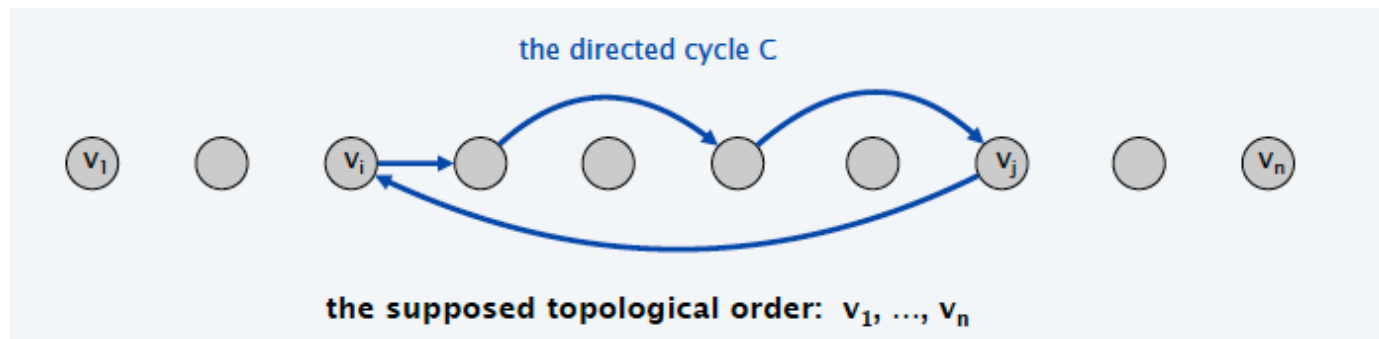 the directed cycle C
v₁ vᵢ vⱼ vₙ
the supposed topological order: v₁, …, vₙ